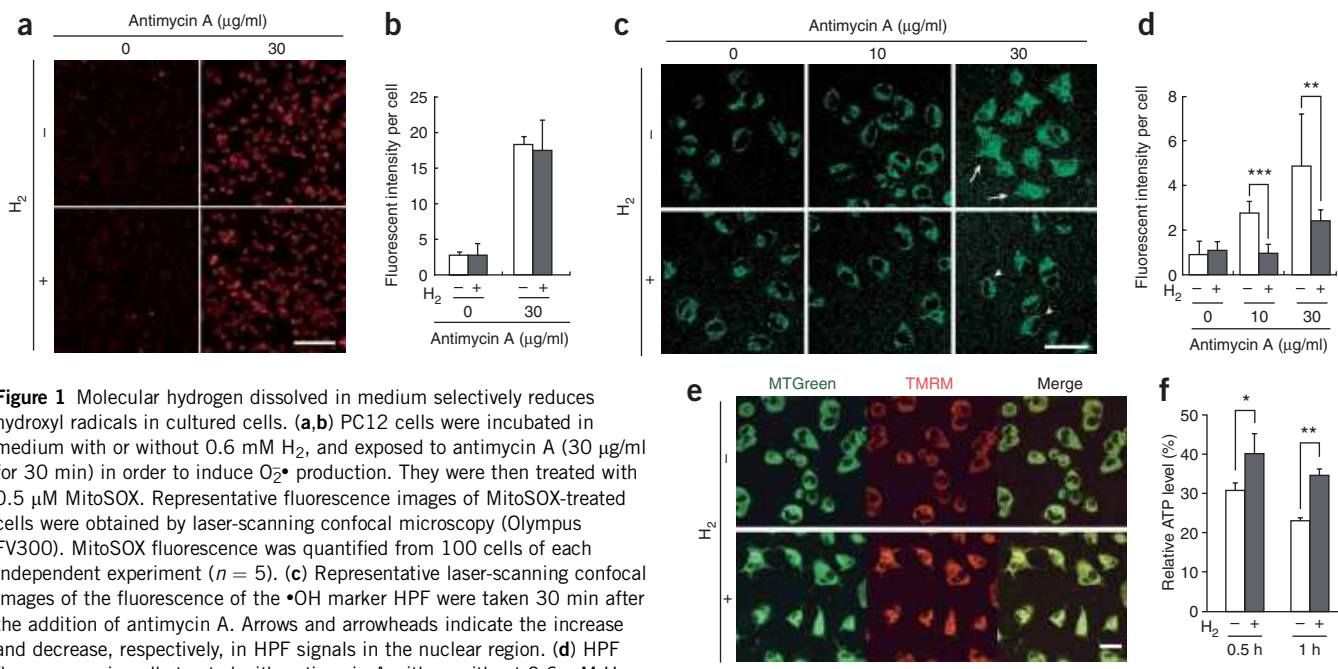 a
Antimycin A (µg/ml)
0 30
H2
–
+
b
Fluorescent intensity per cell
25
20
15
10
5
0
H2 – + – +
0 30
Antimycin A (µg/ml)
c
Antimycin A (µg/ml)
0 10 30
H2
–
+
d
Fluorescent intensity per cell
8
6
4
2
0
***
**
H2 – + – + – +
0 10 30
Antimycin A (µg/ml)
Figure 1 Molecular hydrogen dissolved in medium selectively reduces
hydroxyl radicals in cultured cells. (a,b) PC12 cells were incubated in
medium with or without 0.6 mM H2, and exposed to antimycin A (30 µg/ml
for 30 min) in order to induce O2–• production. They were then treated with
0.5 µM MitoSOX. Representative fluorescence images of MitoSOX-treated
cells were obtained by laser-scanning confocal microscopy (Olympus
FV300). MitoSOX fluorescence was quantified from 100 cells of each
independent experiment (n = 5). (c) Representative laser-scanning confocal
images of the fluorescence of the •OH marker HPF were taken 30 min after
the addition of antimycin A. Arrows and arrowheads indicate the increase
and decrease, respectively, in HPF signals in the nuclear region. (d) HPF
e
MTGreen TMRM Merge
H2
–
+
f
Relative ATP level (%)
50
40
30
20
10
0
*
**
H2 – + – +
0.5 h 1 h